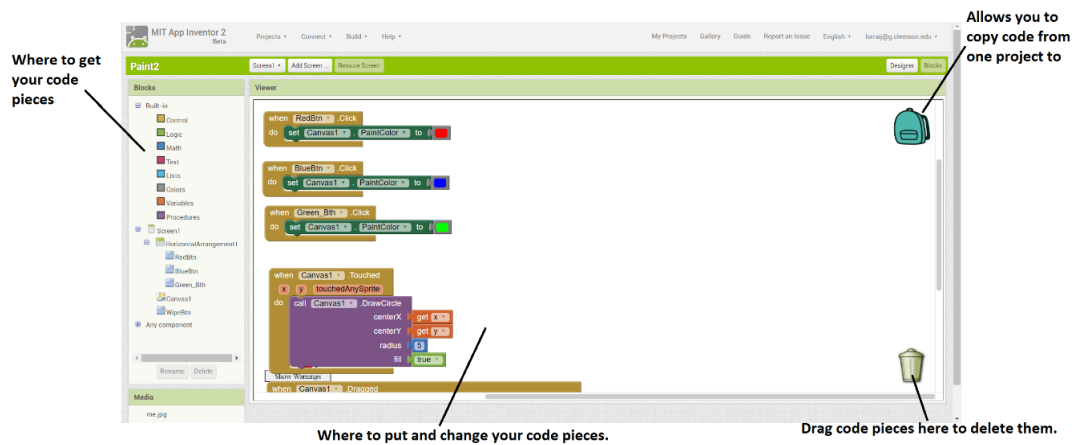 Allows you to
copy code from
one project to
Where to get
your code
pieces
MIT App Inventor 2
Beta
Projects Connect Build Help
My Projects Gallery Guide Report an Issue English lorraij@g.clemson.edu
Paint2
Screen1 Add Screen ... Remove Screen
Designer Blocks
Blocks
Viewer
Built-in
Control
Logic
Math
Text
Lists
Colors
Variables
Procedures
Screen1
HorizontalArrangement1
RedBtn
BlueBtn
Green_Bth
Canvas1
WipeBtn
Any component
Rename Delete
Media
me.jpg
when RedBtn .Click
do set Canvas1 . PaintColor to
when BlueBtn .Click
do set Canvas1 . PaintColor to
when Green_Bth .Click
do set Canvas1 . PaintColor to
when Canvas1 .Touched
x y touchedAnySprite
do call Canvas1 .DrawCircle
centerX get x
centerY get y
radius 5
fill true
Show Warnings
when Canvas1 .Dragged
Where to put and change your code pieces.
Drag code pieces here to delete them.